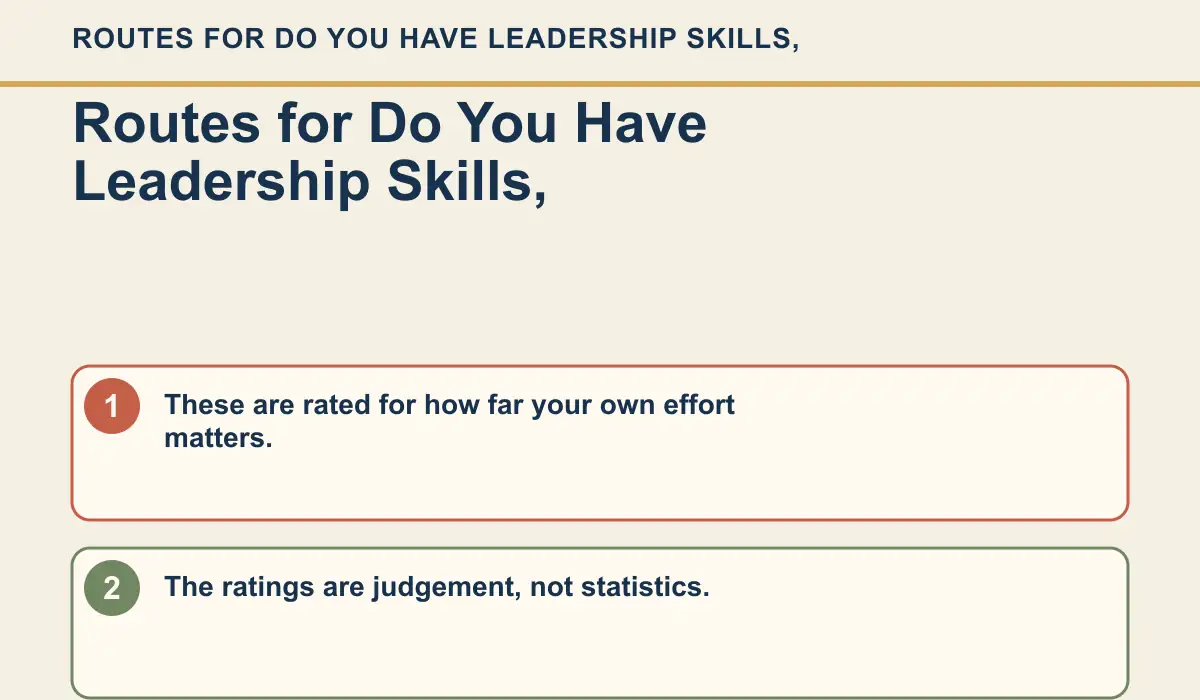 ROUTES FOR DO YOU HAVE LEADERSHIP SKILLS,
Routes for Do You Have
Leadership Skills,
1
These are rated for how far your own effort
matters.
2
The ratings are judgement, not statistics.